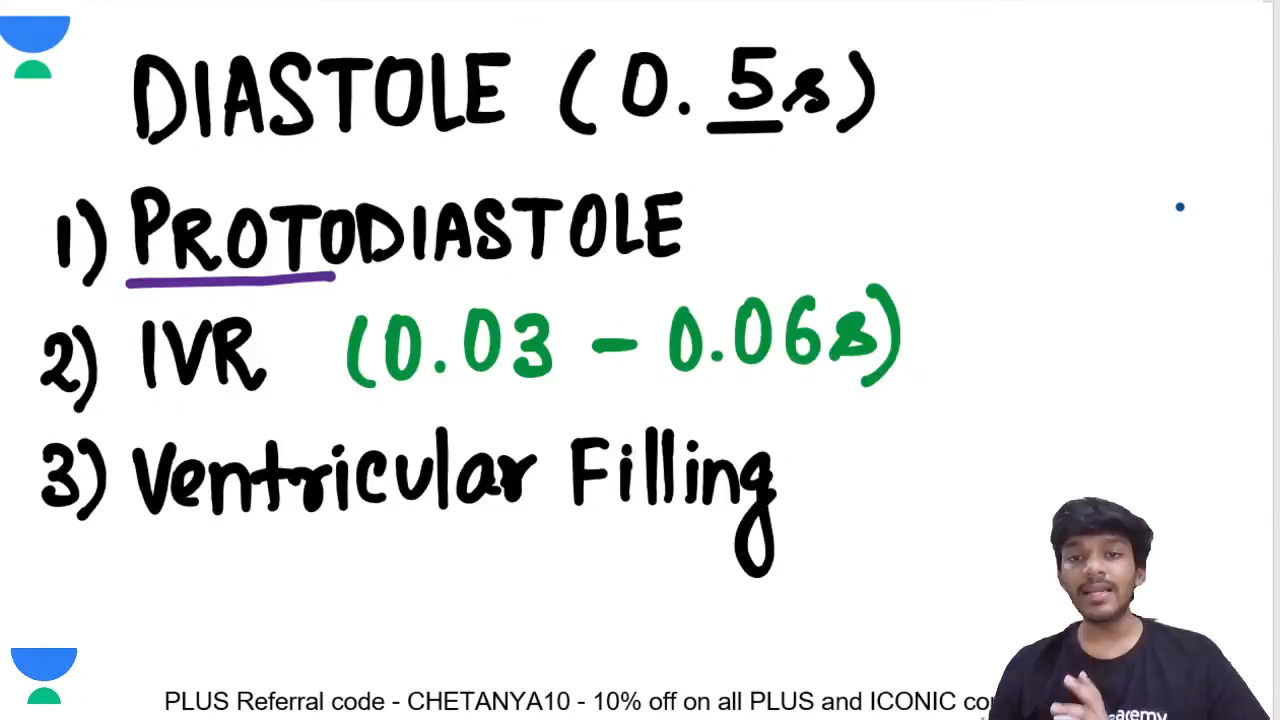 DIASTOLE (0.5s)
1) PROTODIASTOLE
2) IVR (0.03 - 0.06s)
3) Ventricular Filling
PLUS Referral code - CHETANYA10 - 10% off on all PLUS and ICONIC